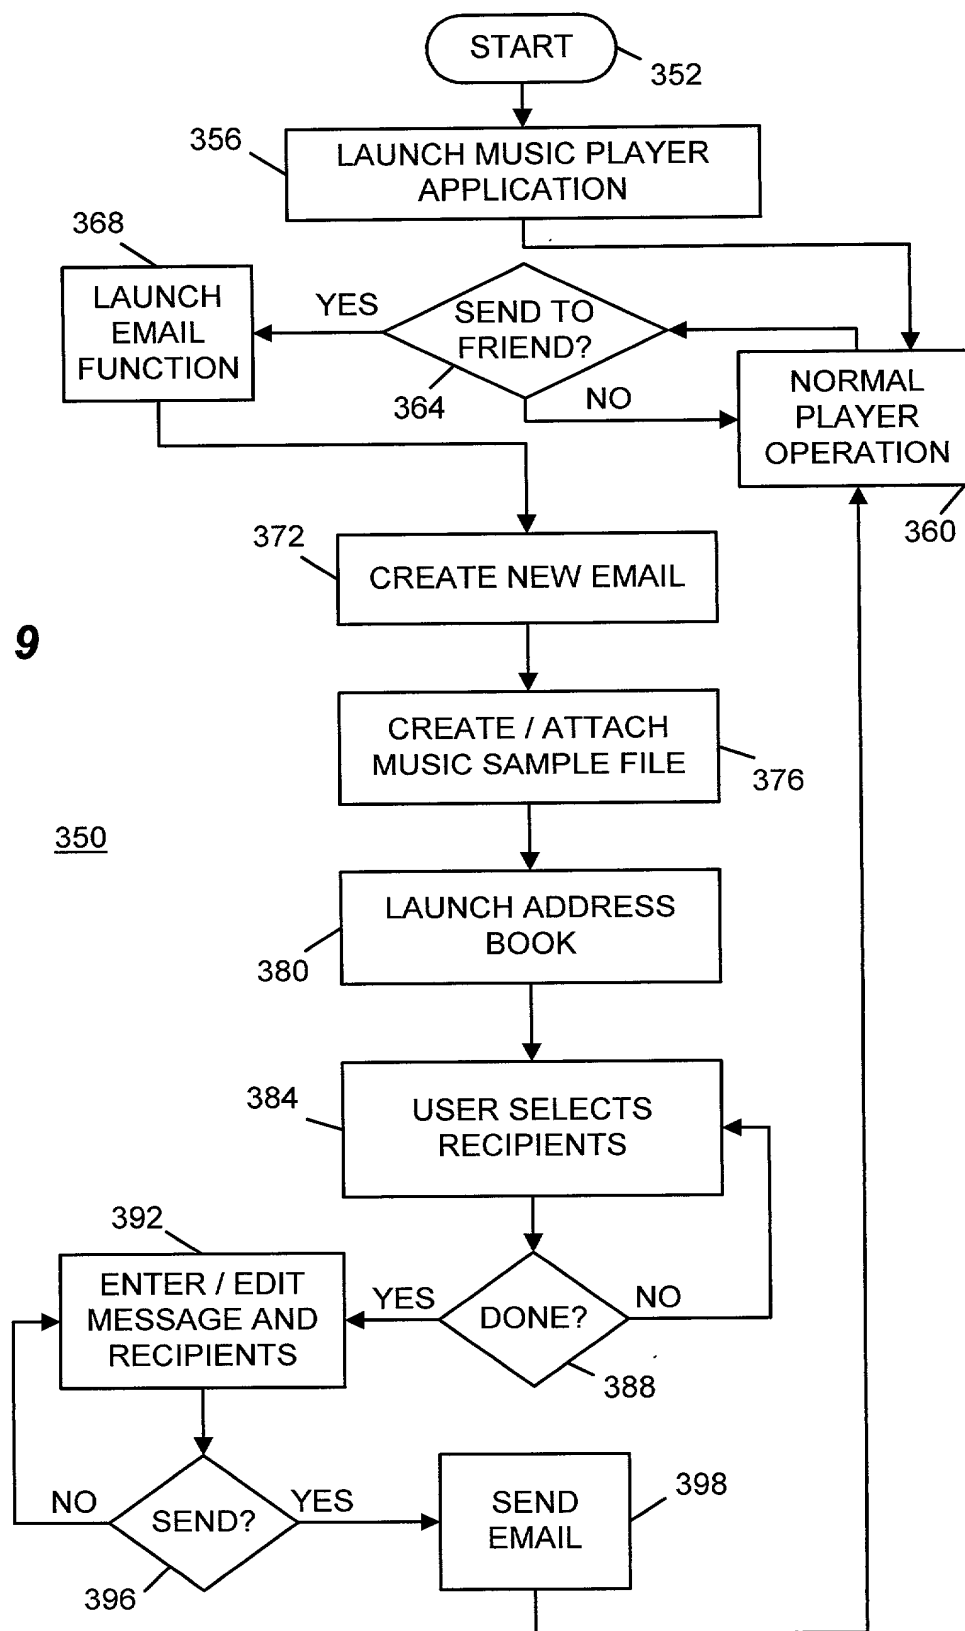 START
352
356
LAUNCH MUSIC PLAYER
APPLICATION
368
LAUNCH
EMAIL
FUNCTION
YES
SEND TO
FRIEND?
364
NO
NORMAL
PLAYER
OPERATION
360
372
CREATE NEW EMAIL
9
CREATE / ATTACH
MUSIC SAMPLE FILE
376
350
LAUNCH ADDRESS
BOOK
380
384
USER SELECTS
RECIPIENTS
392
ENTER / EDIT
MESSAGE AND
RECIPIENTS
YES
DONE?
NO
388
NO
SEND?
YES
396
SEND
EMAIL
398